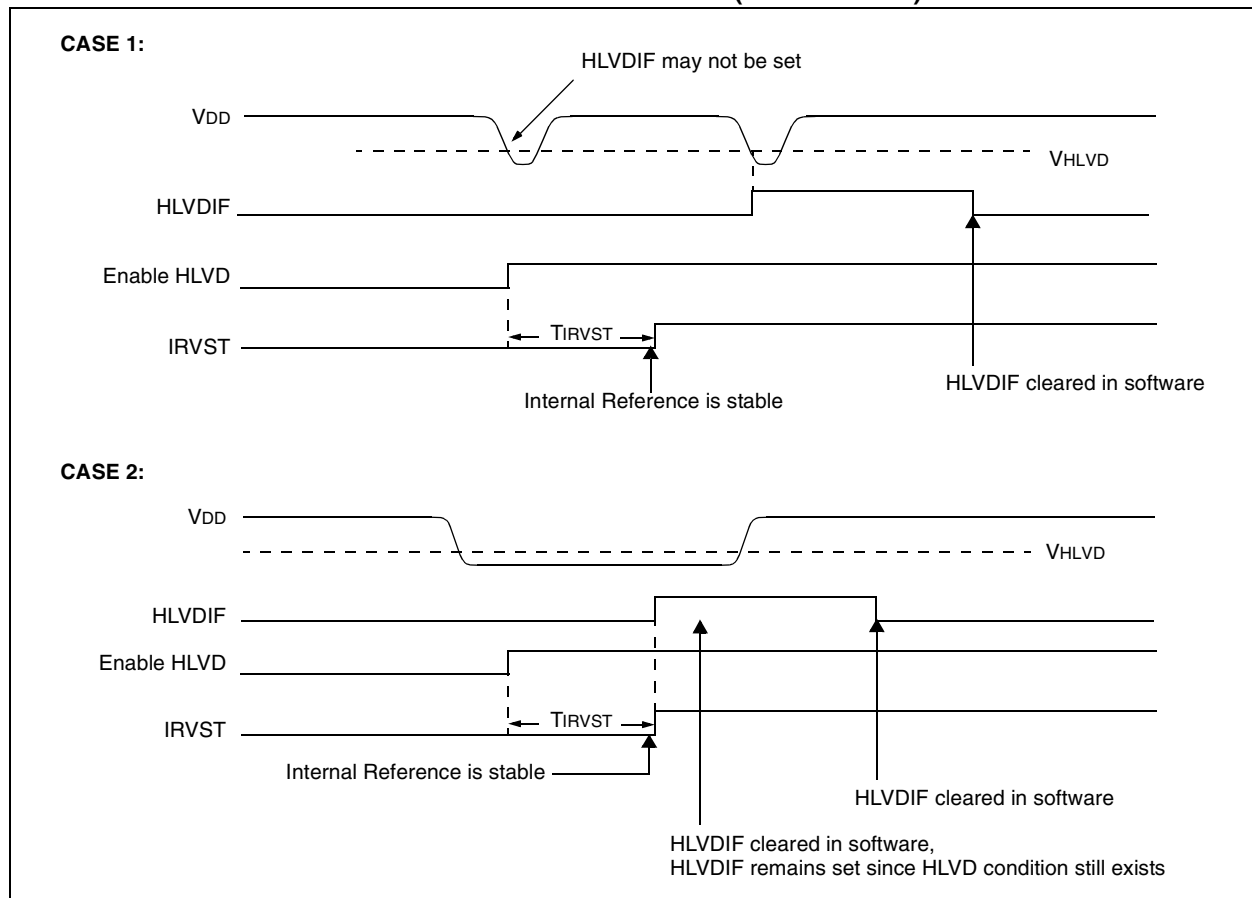 CASE 1:
HLVDIF may not be set
VDD
VHLVD
HLVDIF
Enable HLVD
TIRVST
IRVST
HLVDIF cleared in software
Internal Reference is stable
CASE 2:
VDD
VHLVD
HLVDIF
Enable HLVD
TIRVST
IRVST
Internal Reference is stable
HLVDIF cleared in software
HLVDIF cleared in software,
HLVDIF remains set since HLVD condition still exists